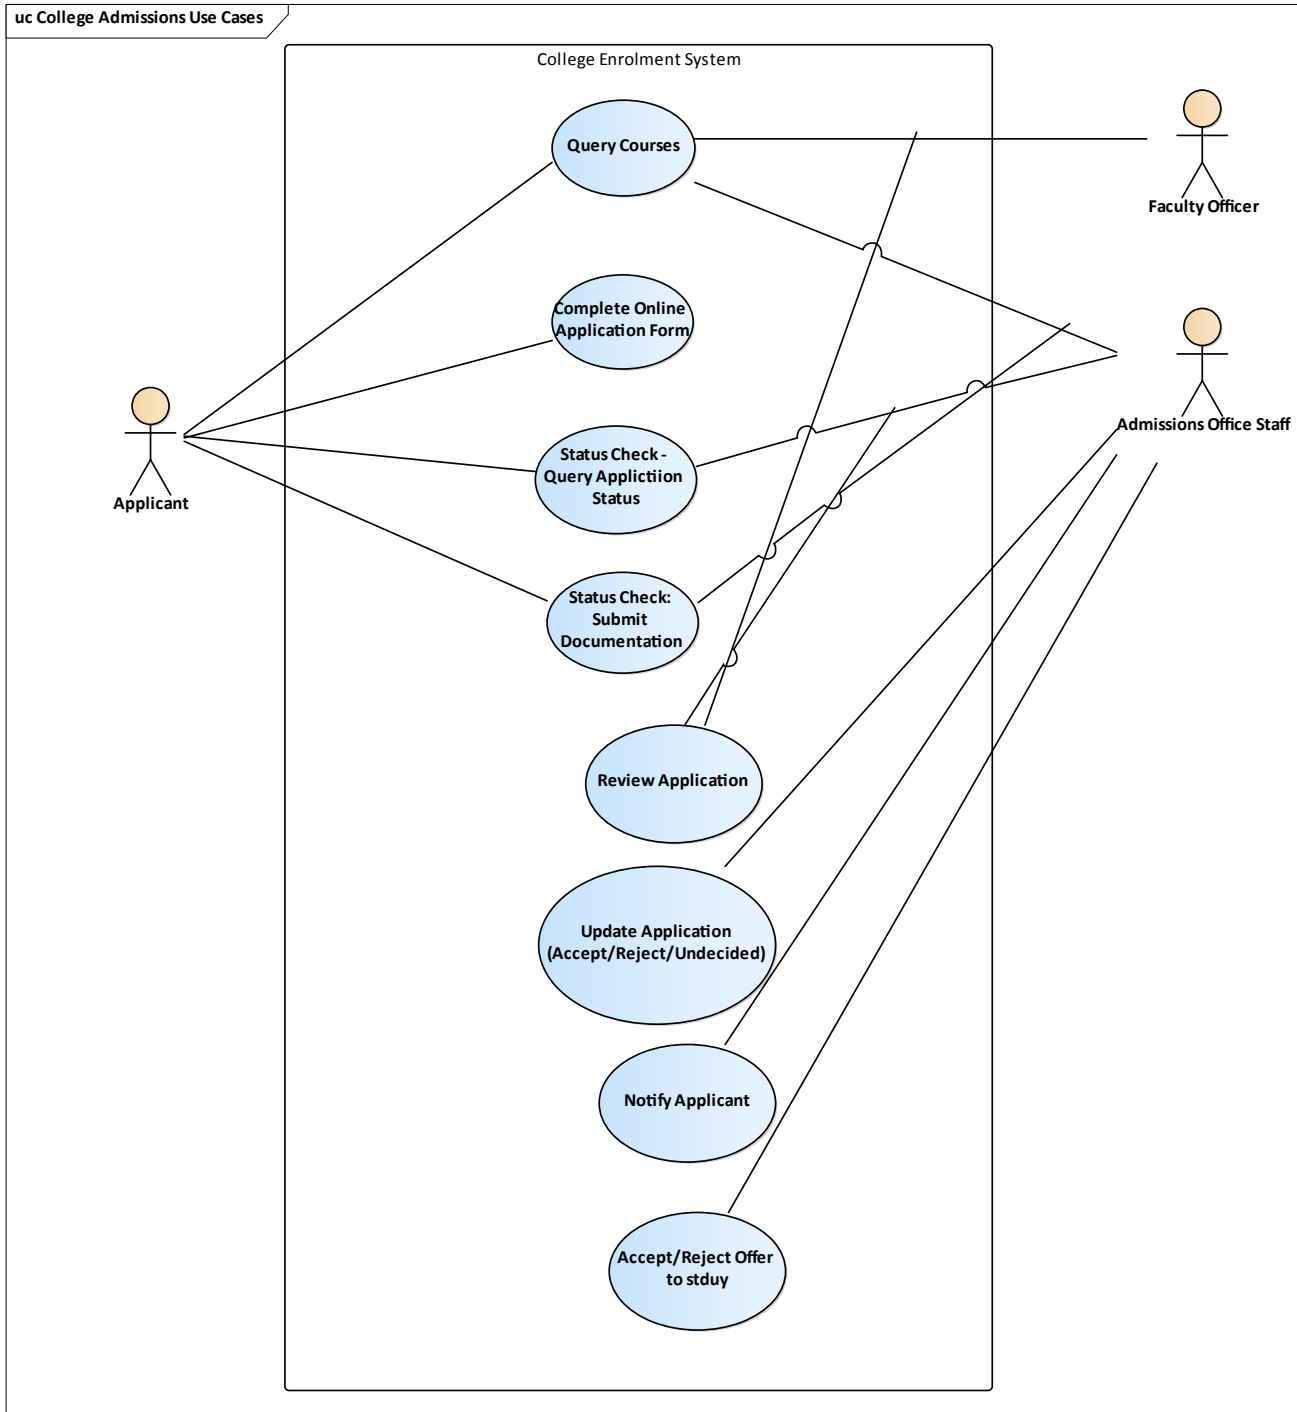 uc College Admissions Use Cases
College Enrolment System
Query Courses
Faculty Officer
Complete Online
Application Form
Admissions Office Staff
Status Check -
Query Applictiion
Status
Applicant
Status Check:
Submit
Documentation
Review Application
Update Application
(Accept/Reject/Undecided)
Notify Applicant
Accept/Reject Offer
to stduy